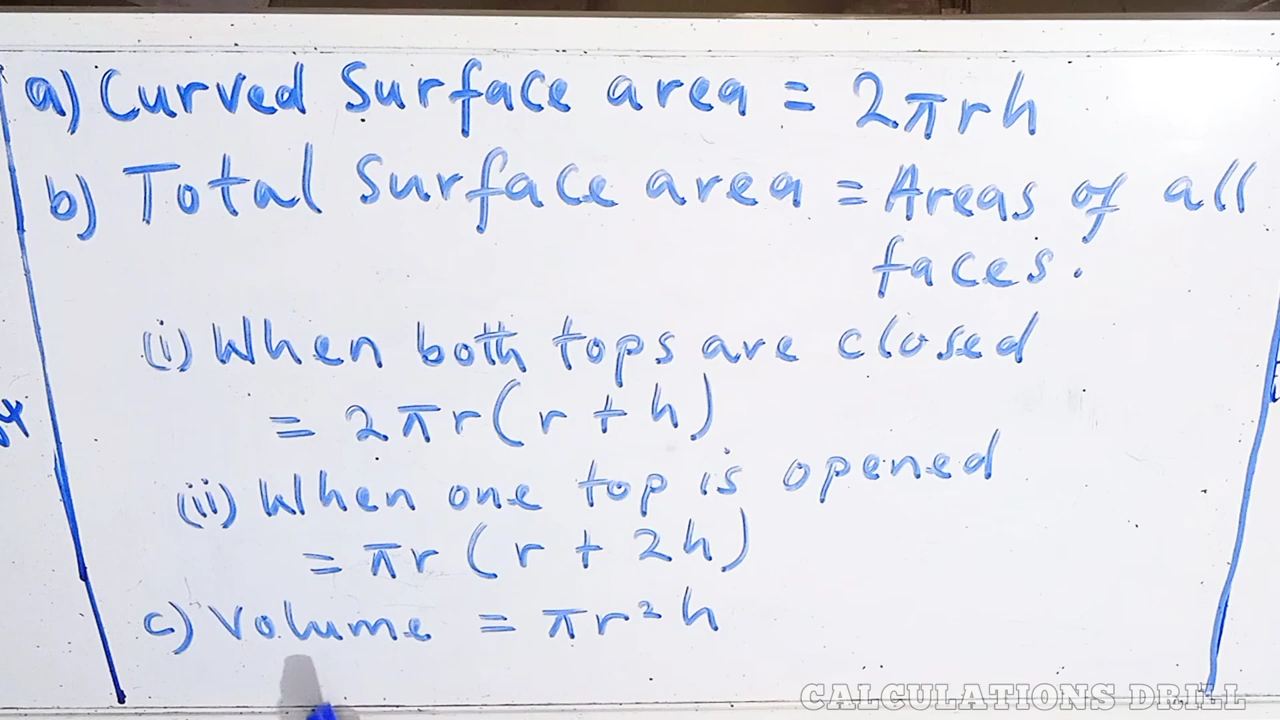 a) Curved surface area = 2πrh
b) Total surface area = Areas of all
faces.
(i) When both tops are closed
= 2πr(r + h)
(ii) When one top is opened
= πr(r + 2h)
c) Volume = πr²h
CALCULATIONS DRILL